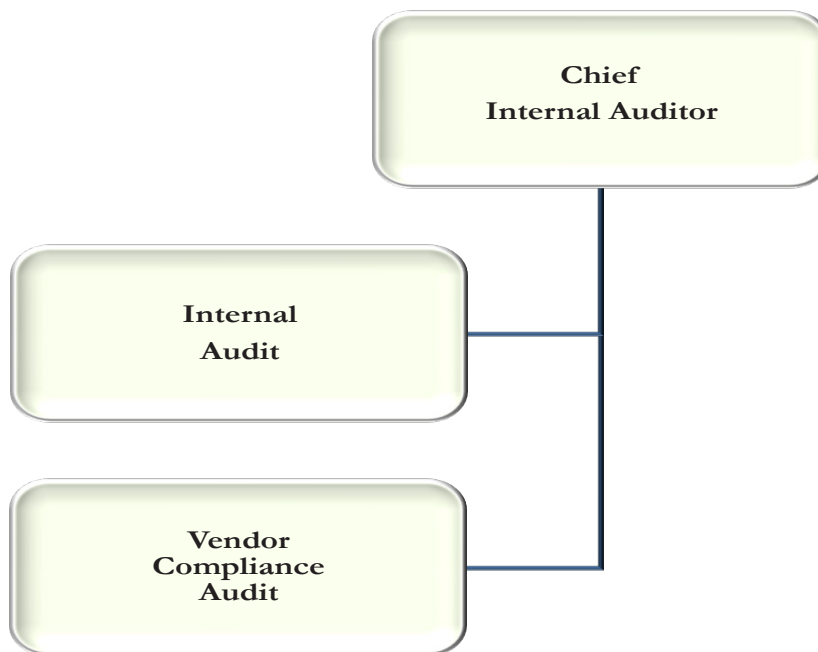 Chief
Internal Auditor
Internal
Audit
Vendor
Compliance
Audit